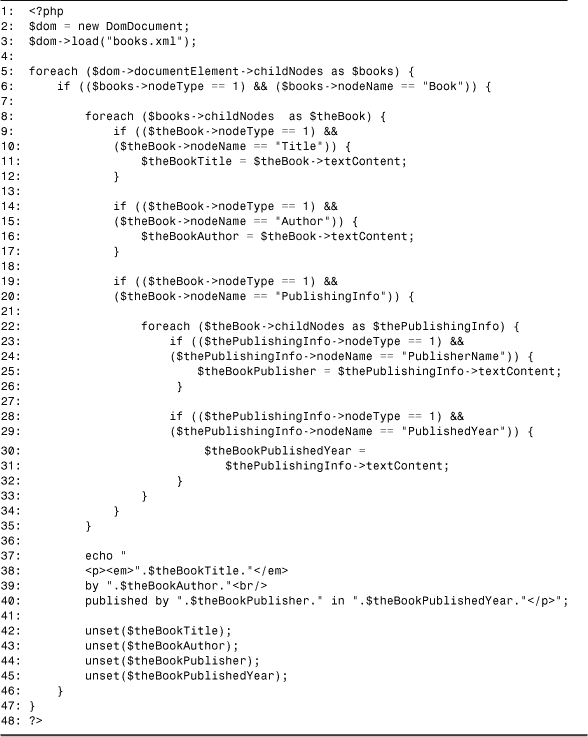 1: <?php
2: $dom = new DomDocument;
3: $dom->load("books.xml");
4:
5: foreach ($dom->documentElement->childNodes as $books) {
6:     if (($books->nodeType == 1) && ($books->nodeName == "Book")) {
7:
8:         foreach ($books->childNodes  as $theBook) {
9:             if (($theBook->nodeType == 1) &&
10:             ($theBook->nodeName == "Title")) {
11:                 $theBookTitle = $theBook->textContent;
12:             }
13:
14:             if (($theBook->nodeType == 1) &&
15:             ($theBook->nodeName == "Author")) {
16:                 $theBookAuthor = $theBook->textContent;
17:             }
18:
19:             if (($theBook->nodeType == 1) &&
20:             ($theBook->nodeName == "PublishingInfo")) {
21:
22:                 foreach ($theBook->childNodes as $thePublishingInfo) {
23:                     if (($thePublishingInfo->nodeType == 1) &&
24:                     ($thePublishingInfo->nodeName == "PublisherName")) {
25:                         $theBookPublisher = $thePublishingInfo->textContent;
26:                      }
27:
28:                     if (($thePublishingInfo->nodeType == 1) &&
29:                     ($thePublishingInfo->nodeName == "PublishedYear")) {
30:                          $theBookPublishedYear =
31:                             $thePublishingInfo->textContent;
32:                      }
33:                 }
34:             }
35:         }
36:
37:         echo "
38:         <p><em>".$theBookTitle."</em>
39:         by ".$theBookAuthor."<br/>
40:         published by ".$theBookPublisher." in ".$theBookPublishedYear."</p>";
41:
42:         unset($theBookTitle);
43:         unset($theBookAuthor);
44:         unset($theBookPublisher);
45:         unset($theBookPublishedYear);
46:     }
47: }
48: ?>